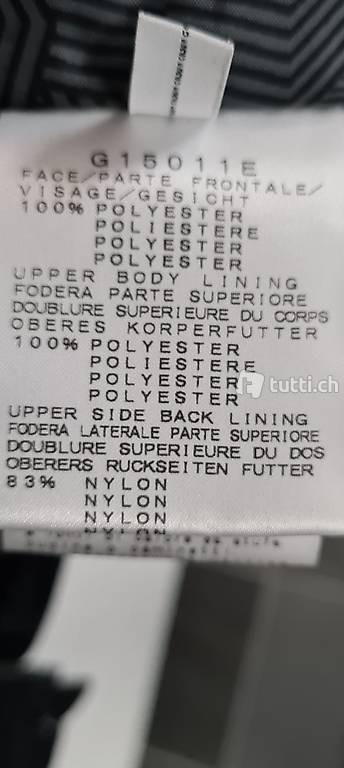 G15011E
FACE/PARTE FRONTALE/
VISAGE/GESICHT
100% POLYESTER
POLIESTERE
POLYESTER
POLYESTER
UPPER BODY LINING
FODERA PARTE SUPERIORE
DOUBLURE SUPERIEURE DU CORPS
OBERES KORPERFUTTER
100% POLYESTER
POLIESTERE
POLYESTER
POLYESTER
tutti.ch
UPPER SIDE BACK LINING
FODERA LATERALE PARTE SUPERIORE
DOUBLURE SUPERIEURE DU DOS
OBERERS RUCKSEITEN FUTTER
83% NYLON
NYLON
NYLON
NYLON